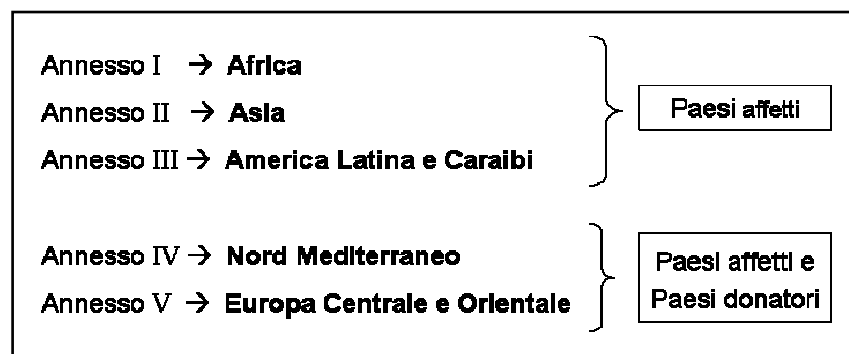 Annesso I → Africa
Annesso II → Asia
Annesso III → America Latina e Caraibi
Paesi affetti
Annesso IV → Nord Mediterraneo
Annesso V → Europa Centrale e Orientale
Paesi affetti e
Paesi donatori